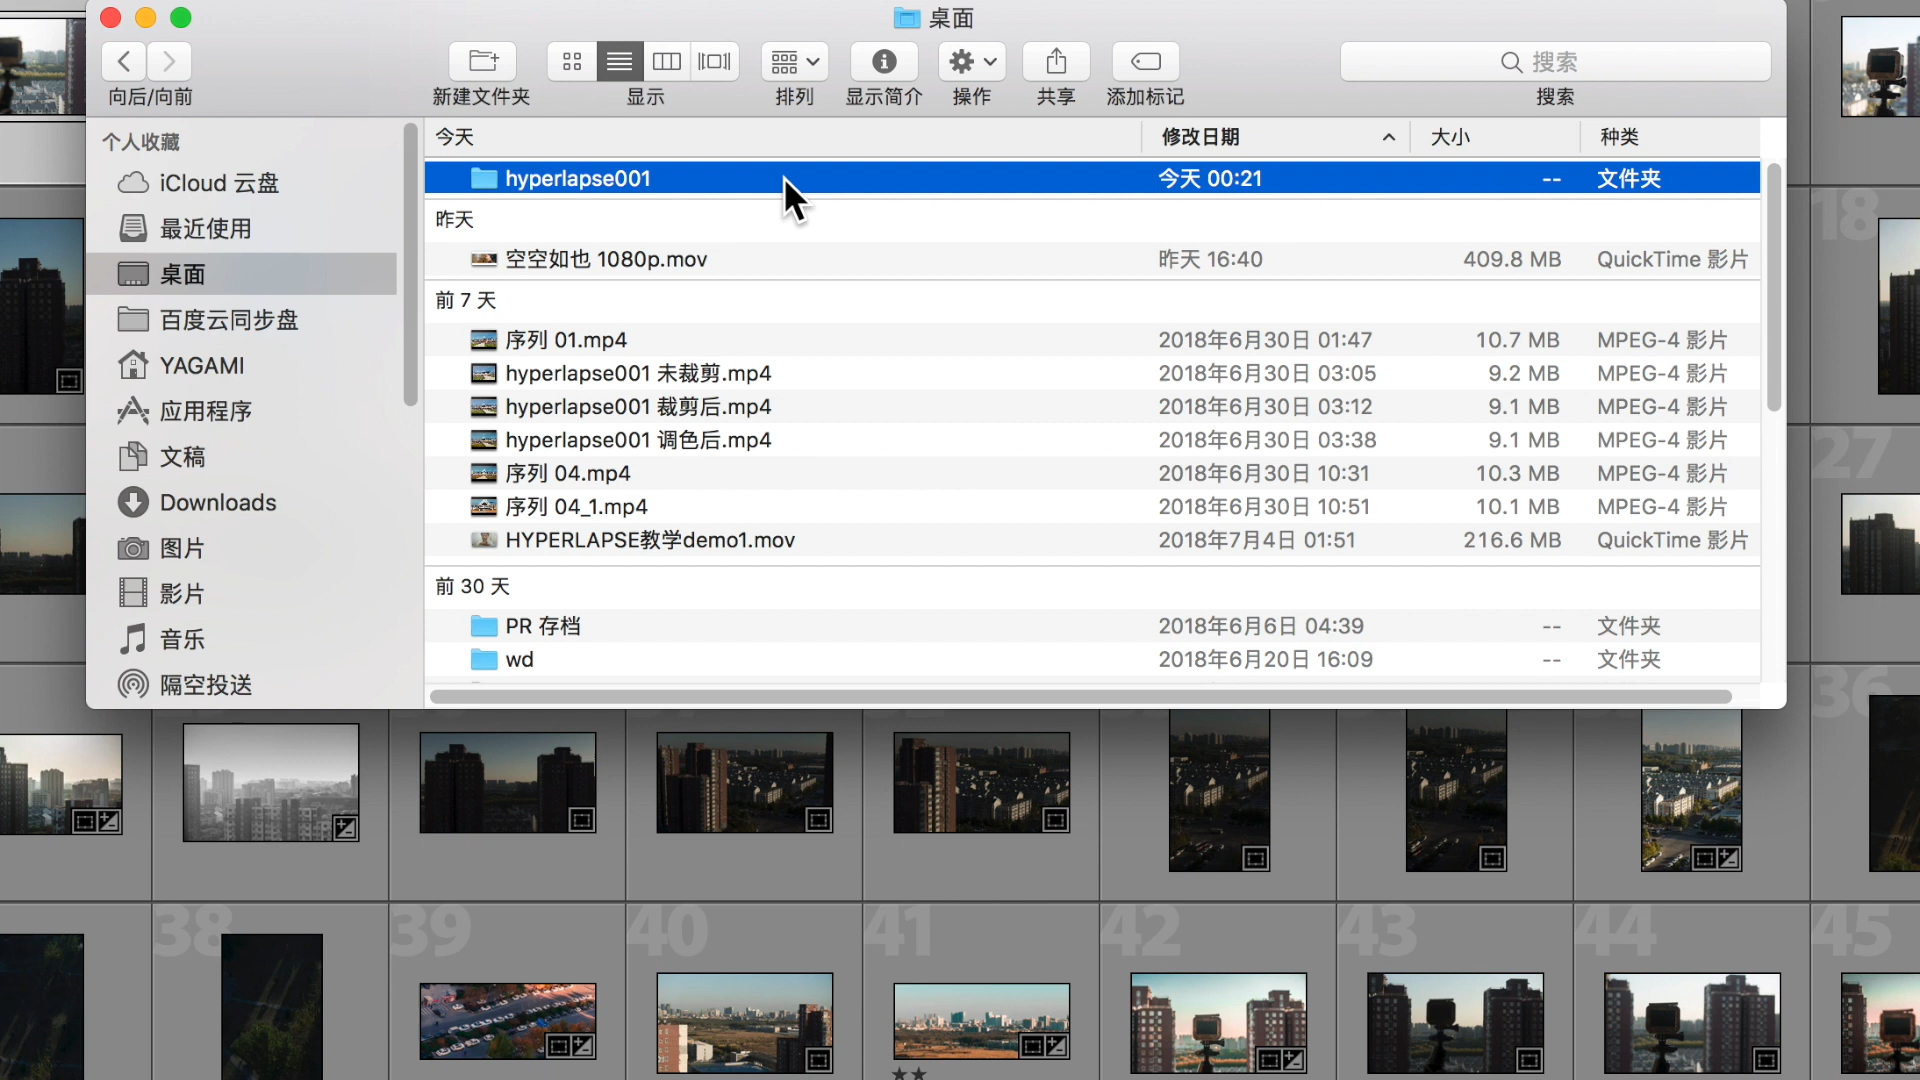 桌面
向后/向前
新建文件夹
显示
排列
显示简介
操作
共享
添加标记
搜索
搜索
个人收藏
iCloud 云盘
最近使用
桌面
百度云同步盘
YAGAMI
应用程序
文稿
Downloads
图片
影片
音乐
隔空投送
今天 修改日期 大小 种类
hyperlapse001 今天 00:21 -- 文件夹
昨天
空空如也 1080p.mov 昨天 16:40 409.8 MB QuickTime 影片
前 7 天
序列 01.mp4 2018年6月30日 01:47 10.7 MB MPEG-4 影片
hyperlapse001 未裁剪.mp4 2018年6月30日 03:05 9.2 MB MPEG-4 影片
hyperlapse001 裁剪后.mp4 2018年6月30日 03:12 9.1 MB MPEG-4 影片
hyperlapse001 调色后.mp4 2018年6月30日 03:38 9.1 MB MPEG-4 影片
序列 04.mp4 2018年6月30日 10:31 10.3 MB MPEG-4 影片
序列 04_1.mp4 2018年6月30日 10:51 10.1 MB MPEG-4 影片
HYPERLAPSE教学demo1.mov 2018年7月4日 01:51 216.6 MB QuickTime 影片
前 30 天
PR 存档 2018年6月6日 04:39 -- 文件夹
wd 2018年6月20日 16:09 -- 文件夹
18
27
36
38 39 40 41 42 43 44 45